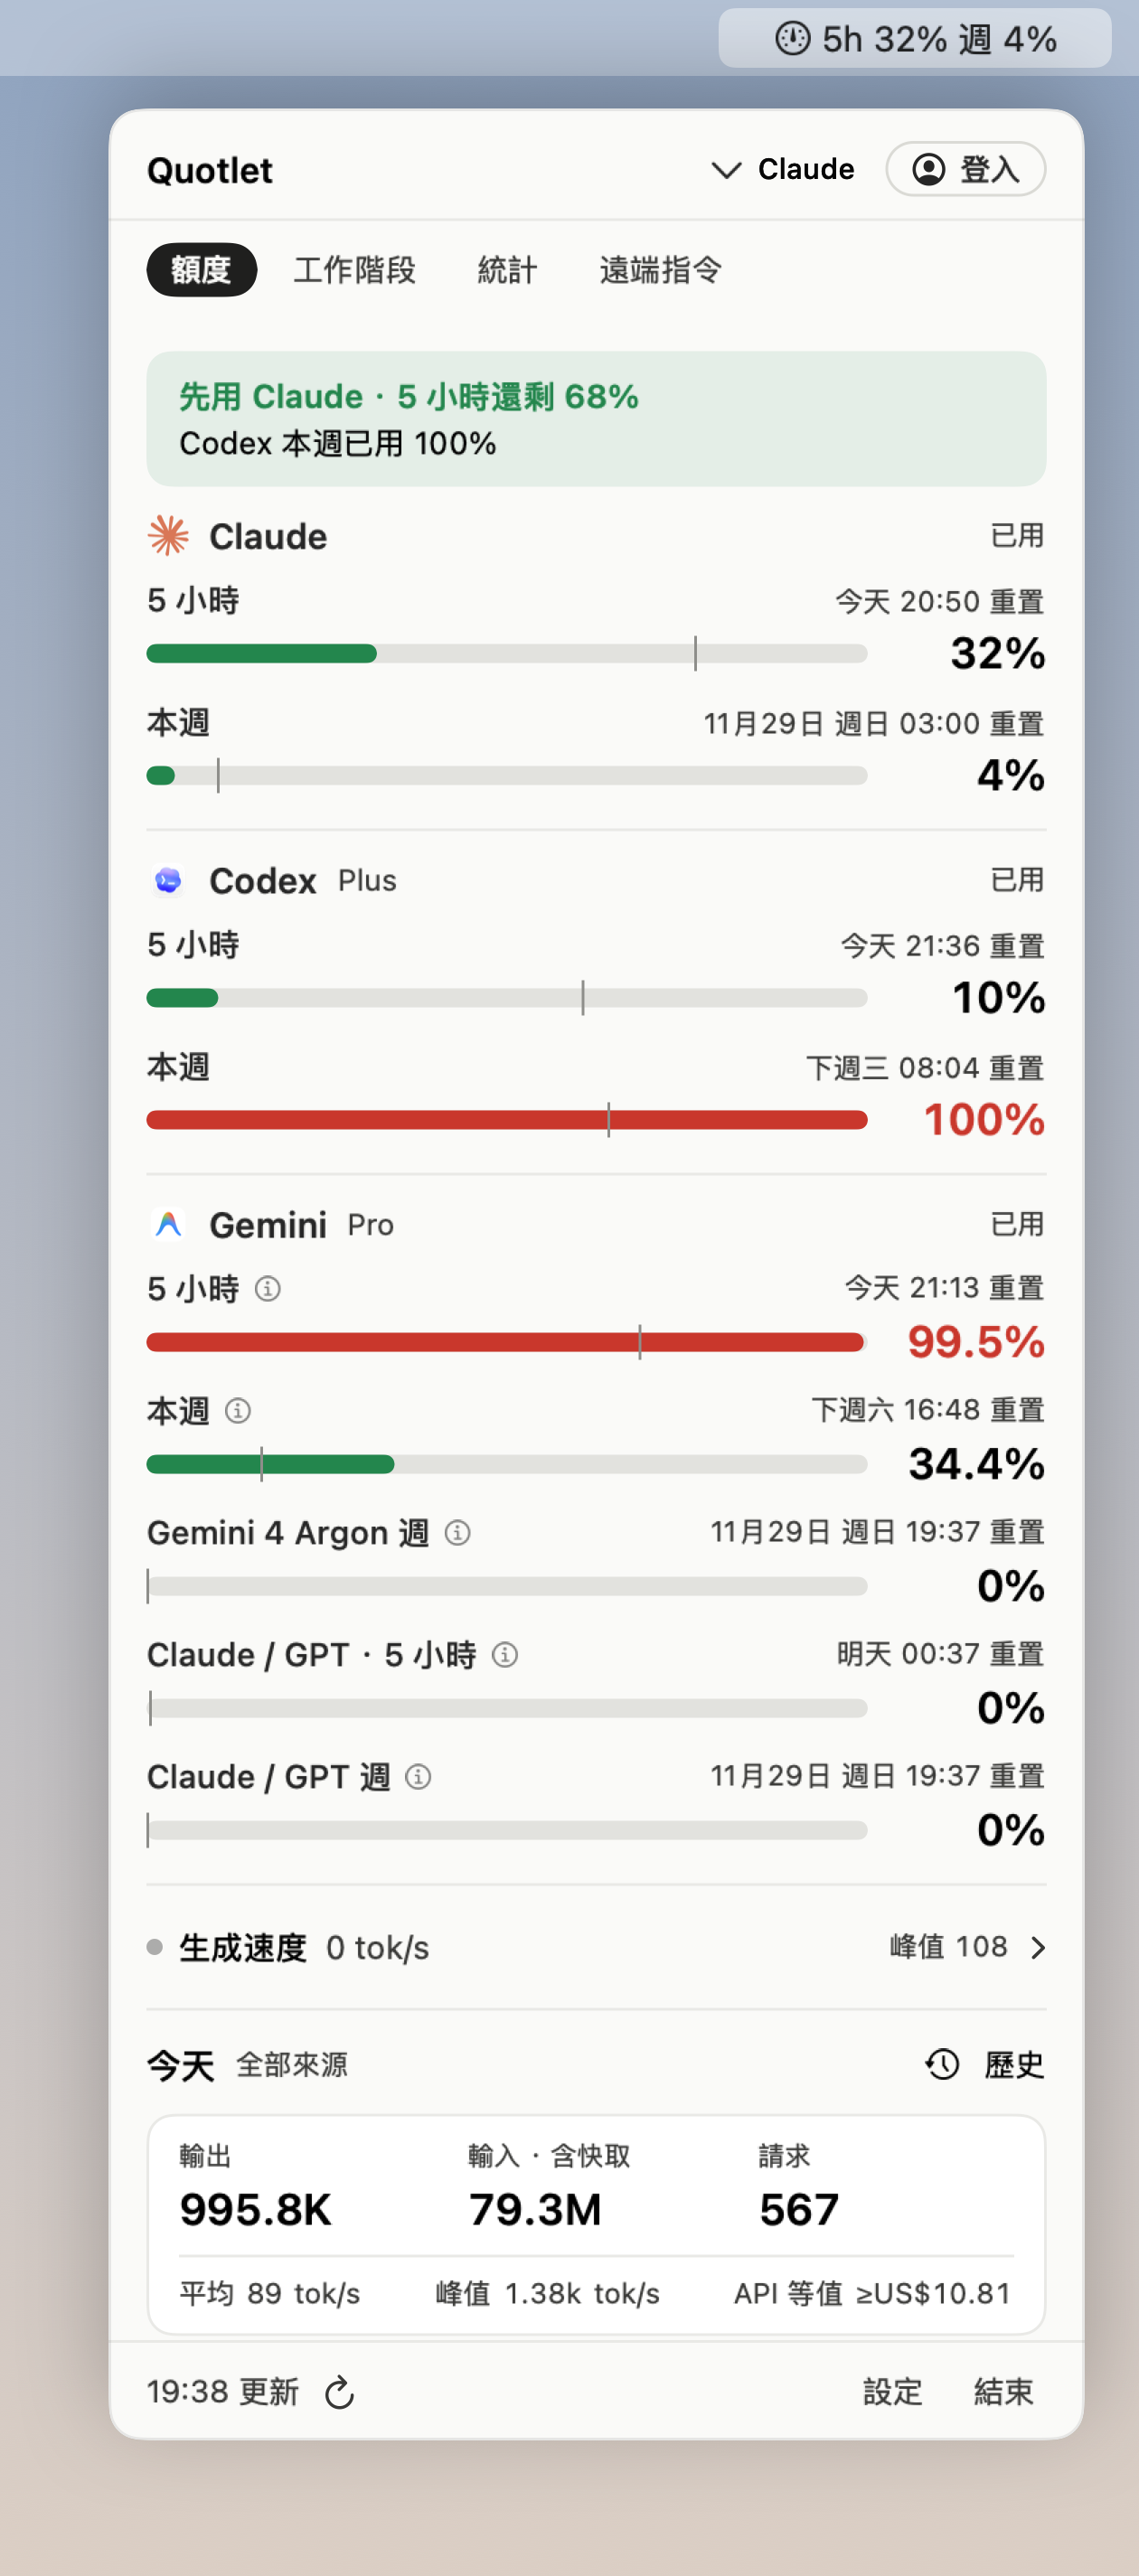 5h 32% 週 4%
Quotlet
Claude
登入
額度 工作階段 統計 遠端指令
先用 Claude · 5 小時還剩 68%
Codex 本週已用 100%
Claude 已用
5 小時 今天 20:50 重置
32%
本週 11月29日 週日 03:00 重置
4%
Codex Plus 已用
5 小時 今天 21:36 重置
10%
本週 下週三 08:04 重置
100%
Gemini Pro 已用
5 小時 今天 21:13 重置
99.5%
本週 下週六 16:48 重置
34.4%
Gemini 4 Argon 週 11月29日 週日 19:37 重置
0%
Claude / GPT · 5 小時 明天 00:37 重置
0%
Claude / GPT 週 11月29日 週日 19:37 重置
0%
生成速度 0 tok/s 峰值 108
今天 全部來源 歷史
輸出 輸入 · 含快取 請求
995.8K 79.3M 567
平均 89 tok/s 峰值 1.38k tok/s API 等值 ≥US$10.81
19:38 更新 設定 結束